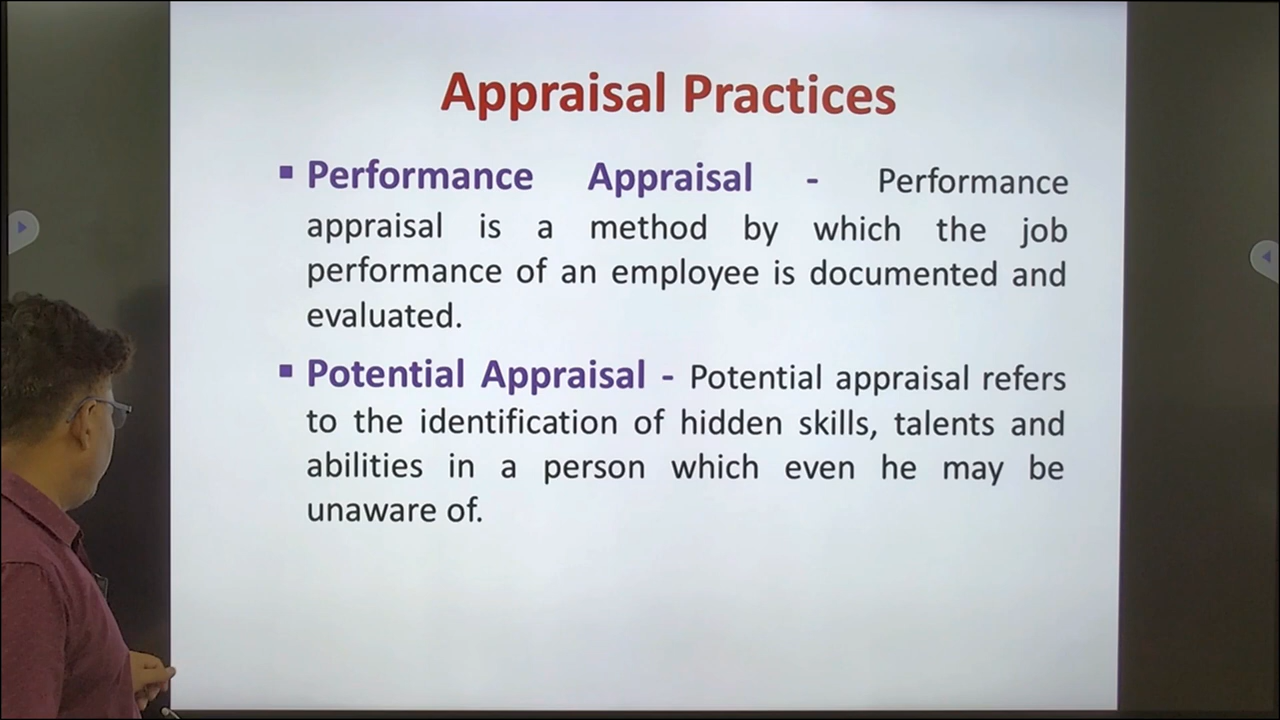 Appraisal Practices
▪ Performance Appraisal - Performance
appraisal is a method by which the job
performance of an employee is documented and
evaluated.
▪ Potential Appraisal - Potential appraisal refers
to the identification of hidden skills, talents and
abilities in a person which even he may be
unaware of.